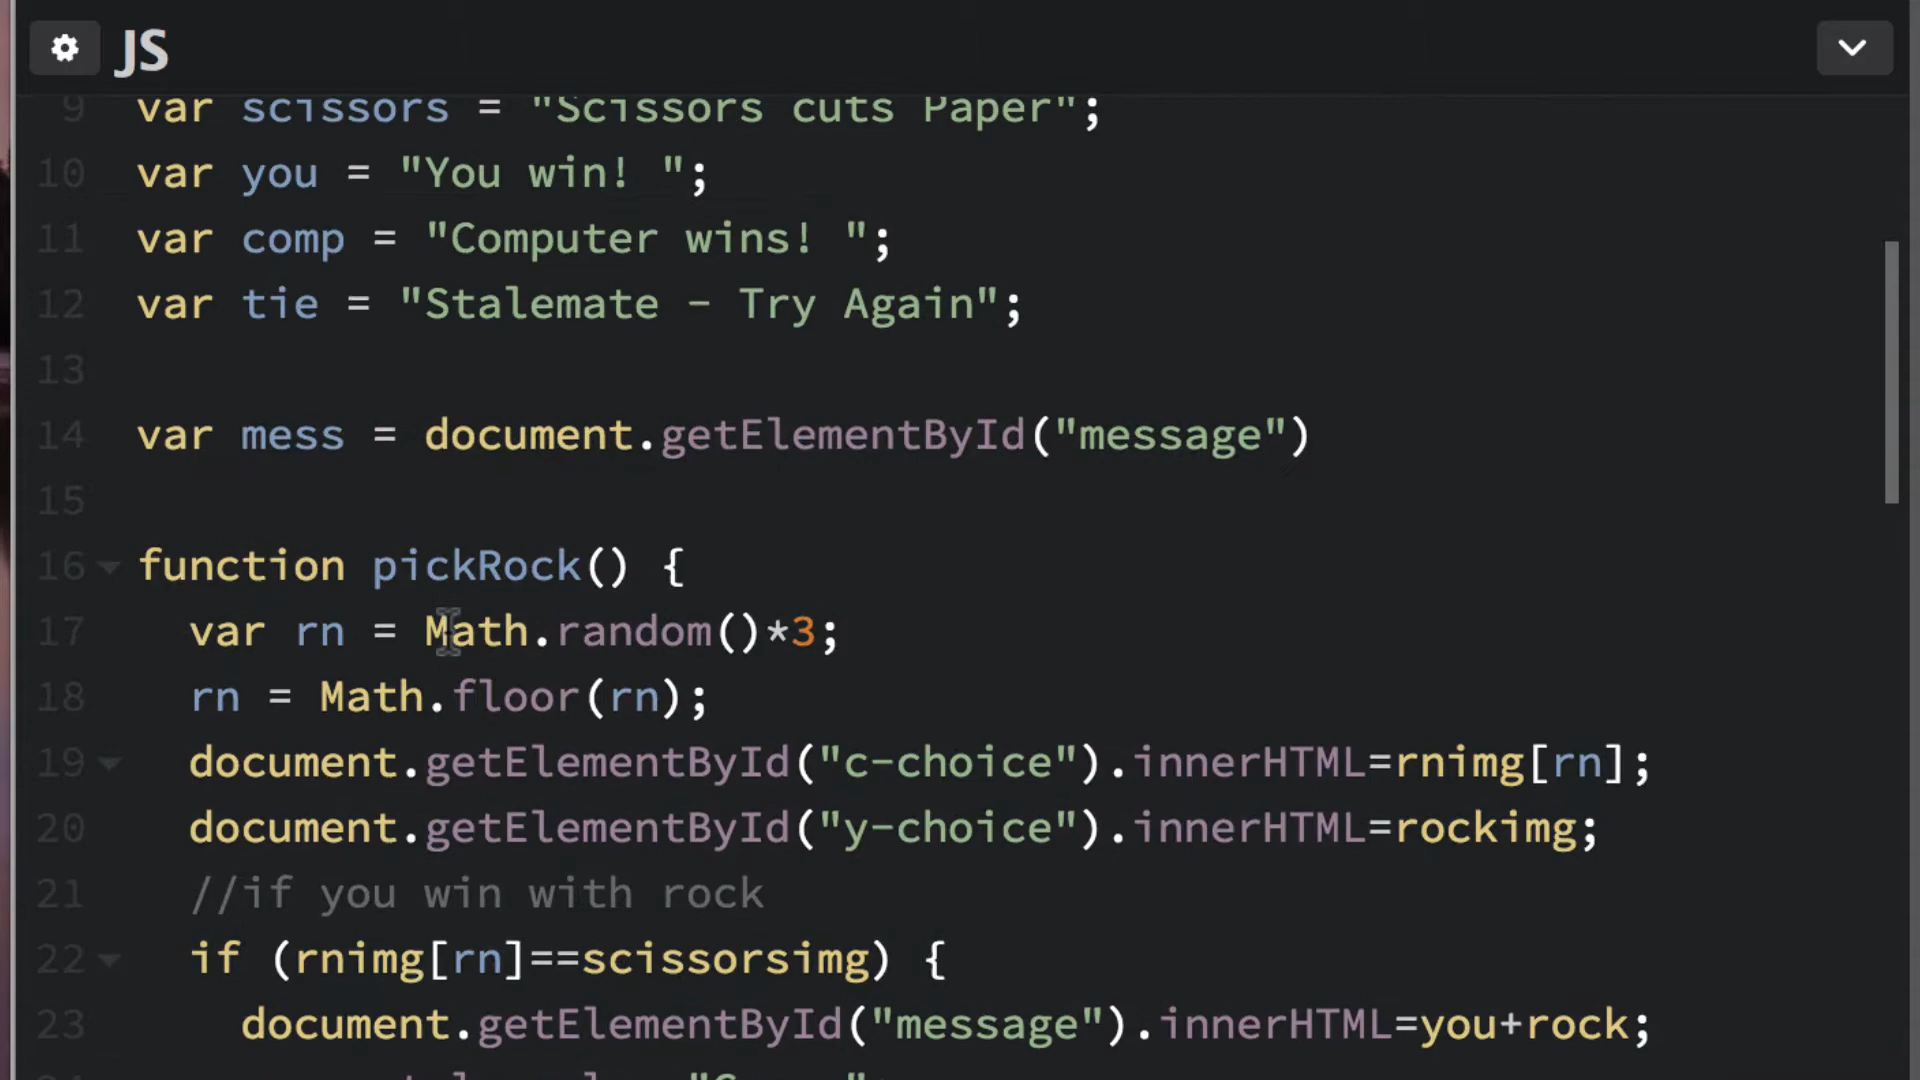 JS
9 var scissors = "Scissors cuts Paper";
10 var you = "You win! ";
11 var comp = "Computer wins! ";
12 var tie = "Stalemate - Try Again";
13
14 var mess = document.getElementById("message")
15
16 function pickRock() {
17 var rn = Math.random()*3;
18 rn = Math.floor(rn);
19 document.getElementById("c-choice").innerHTML=rnimg[rn];
20 document.getElementById("y-choice").innerHTML=rockimg;
21 //if you win with rock
22 if (rnimg[rn]==scissorsimg) {
23 document.getElementById("message").innerHTML=you+rock;